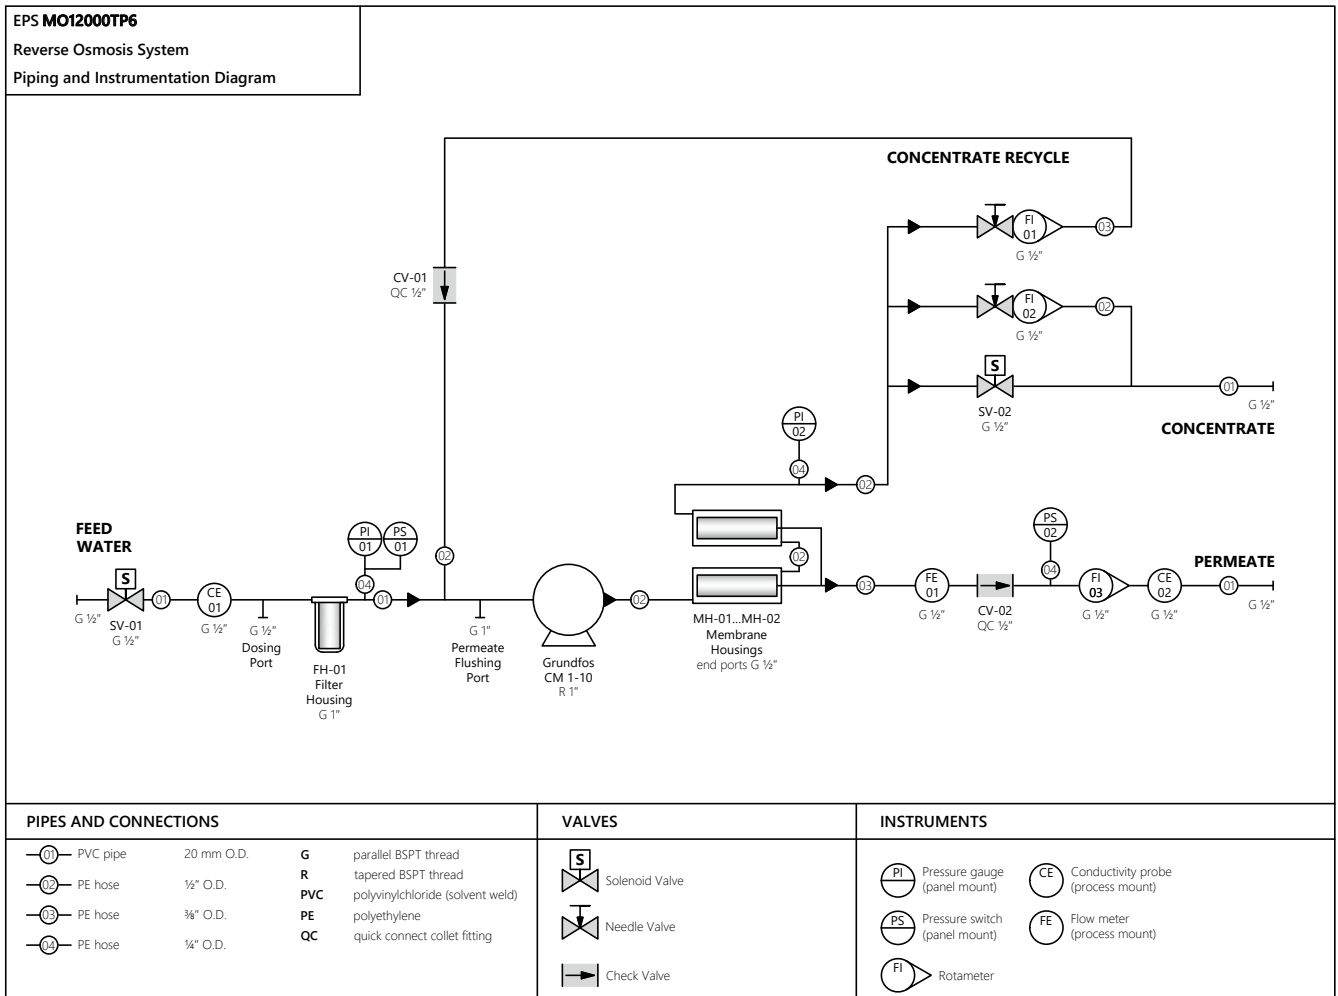 EPS MO12000TP6
Reverse Osmosis System
Piping and Instrumentation Diagram
CONCENTRATE RECYCLE
FI
01
03
G ½"
CV-01
QC ½"
FI
02
02
G ½"
S
SV-02
G ½"
01
G ½"
CONCENTRATE
PI
02
04
02
FEED
WATER
S
G ½"
SV-01
G ½"
01
CE
01
G ½"
G ½"
Dosing
Port
FH-01
Filter
Housing
G 1"
PI
01
PS
01
04
01
02
G 1"
Permeate
Flushing
Port
Grundfos
CM 1-10
R 1"
02
02
MH-01...MH-02
Membrane
Housings
end ports G ½"
03
FE
01
G ½"
CV-02
QC ½"
PS
02
04
FI
03
G ½"
CE
02
G ½"
PERMEATE
01
G ½"
PIPES AND CONNECTIONS
01 PVC pipe 20 mm O.D.
02 PE hose ½" O.D.
03 PE hose ⅜" O.D.
04 PE hose ¼" O.D.
G parallel BSPT thread
R tapered BSPT thread
PVC polyvinylchloride (solvent weld)
PE polyethylene
QC quick connect collet fitting
VALVES
S
Solenoid Valve
Needle Valve
Check Valve
INSTRUMENTS
PI Pressure gauge
(panel mount)
PS Pressure switch
(panel mount)
FI Rotameter
CE Conductivity probe
(process mount)
FE Flow meter
(process mount)